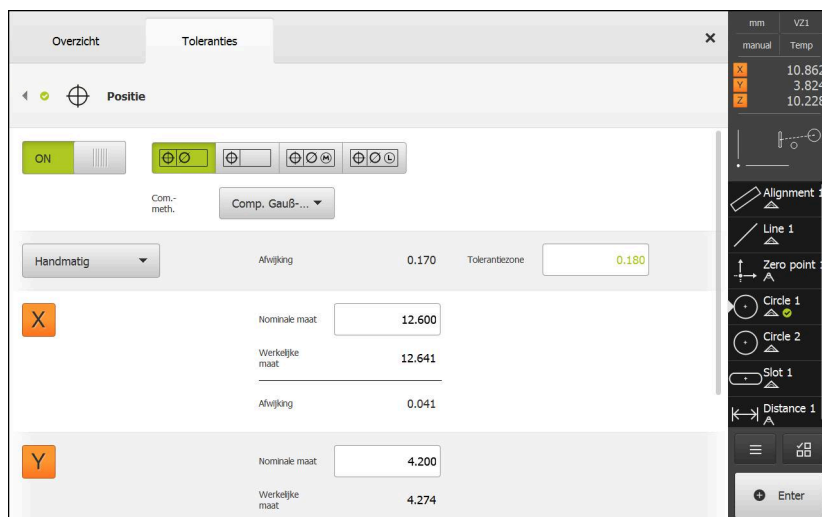 Overzicht Toleranties ×
Positie
ON
Ⓜ Ⓛ
Com.-
meth.
Comp. Gauß-...
Handmatig Afwijking 0.170 Tolerantiezone 0.180
X Nominale maat 12.600
Werkelijke
maat
12.641
Afwijking 0.041
Y Nominale maat 4.200
Werkelijke
maat
4.274
mm VZ1
manual Temp
X 10.862
Y 3.824
Z 10.228
Alignment 1
Line 1
Zero point 1
Circle 1
Circle 2
Slot 1
Distance 1
Enter